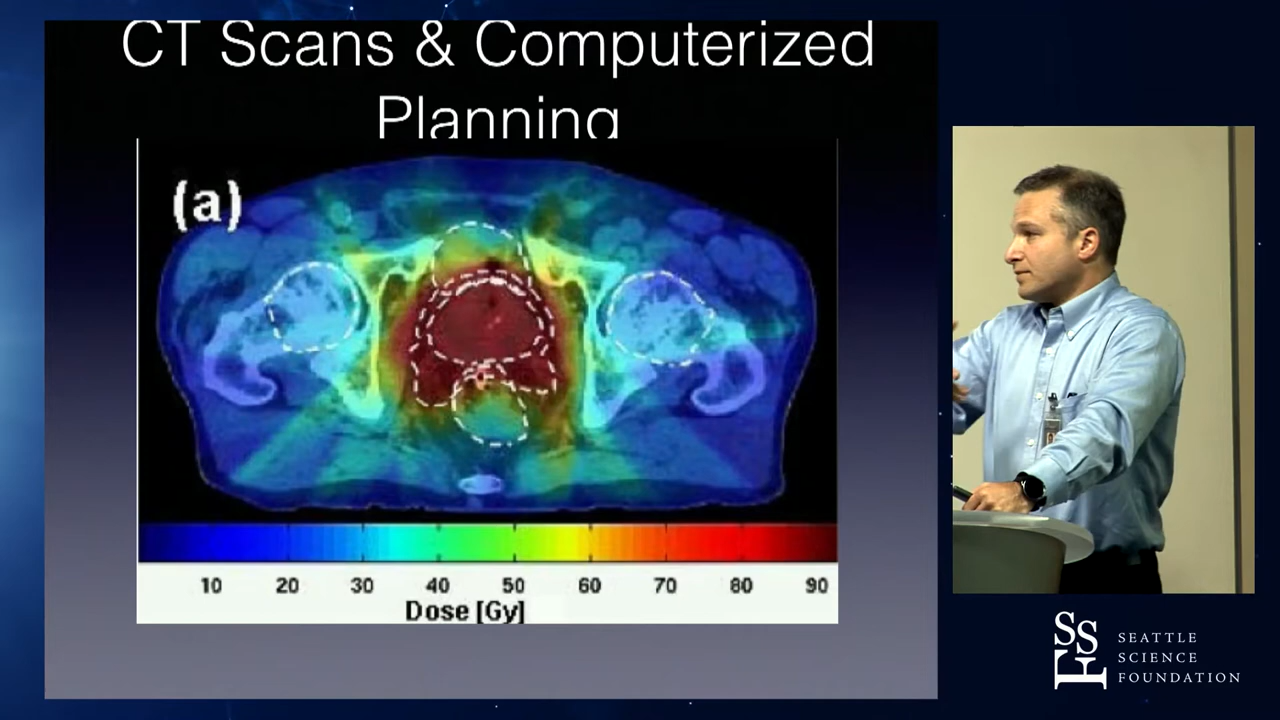 CT Scans & Computerized
Planning
(a)
10 20 30 40 50 60 70 80 90
Dose [Gy]
SSF
SEATTLE
SCIENCE
FOUNDATION